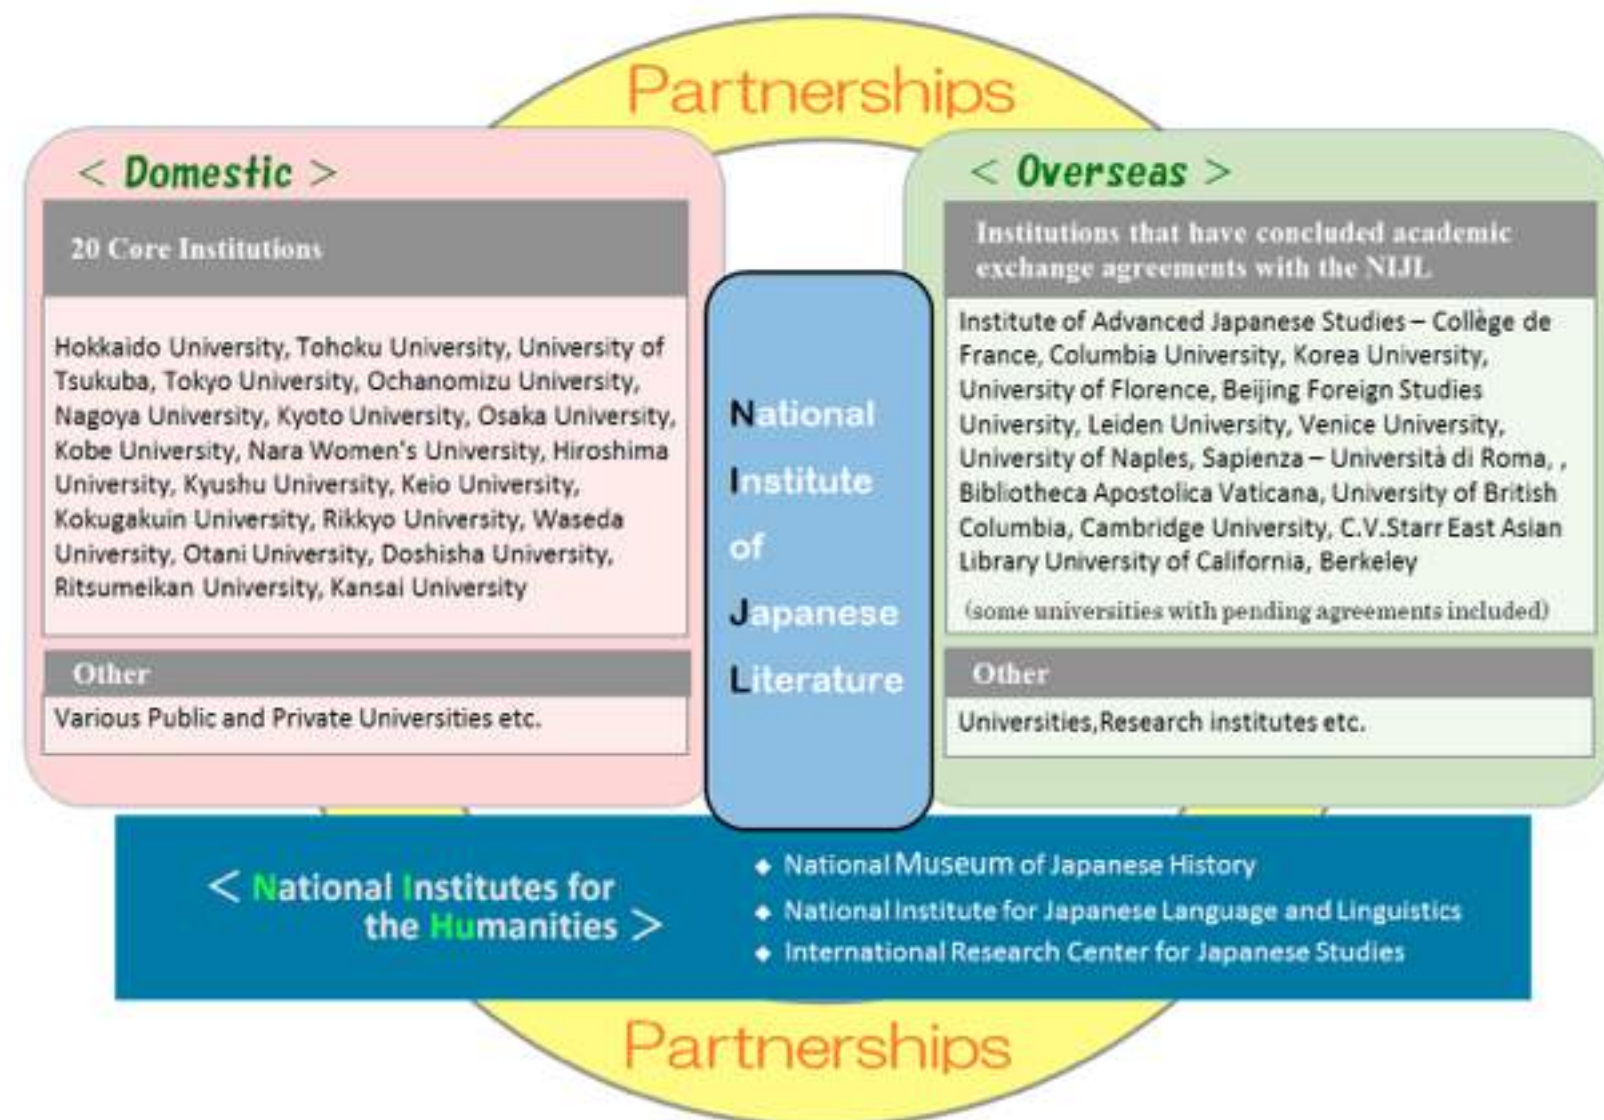 Partnerships
< Domestic >
20 Core Institutions
Hokkaido University, Tohoku University, University of
Tsukuba, Tokyo University, Ochanomizu University,
Nagoya University, Kyoto University, Osaka University,
Kobe University, Nara Women's University, Hiroshima
University, Kyushu University, Keio University,
Kokugakuin University, Rikkyo University, Waseda
University, Otani University, Doshisha University,
Ritsumeikan University, Kansai University
Other
Various Public and Private Universities etc.
National
Institute
of
Japanese
Literature
< Overseas >
Institutions that have concluded academic
exchange agreements with the NIJL
Institute of Advanced Japanese Studies – Collège de
France, Columbia University, Korea University,
University of Florence, Beijing Foreign Studies
University, Leiden University, Venice University,
University of Naples, Sapienza – Università di Roma, ,
Bibliotheca Apostolica Vaticana, University of British
Columbia, Cambridge University, C.V.Starr East Asian
Library University of California, Berkeley
(some universities with pending agreements included)
Other
Universities,Research institutes etc.
< National Institutes for
the Humanities >
◆ National Museum of Japanese History
◆ National Institute for Japanese Language and Linguistics
◆ International Research Center for Japanese Studies
Partnerships